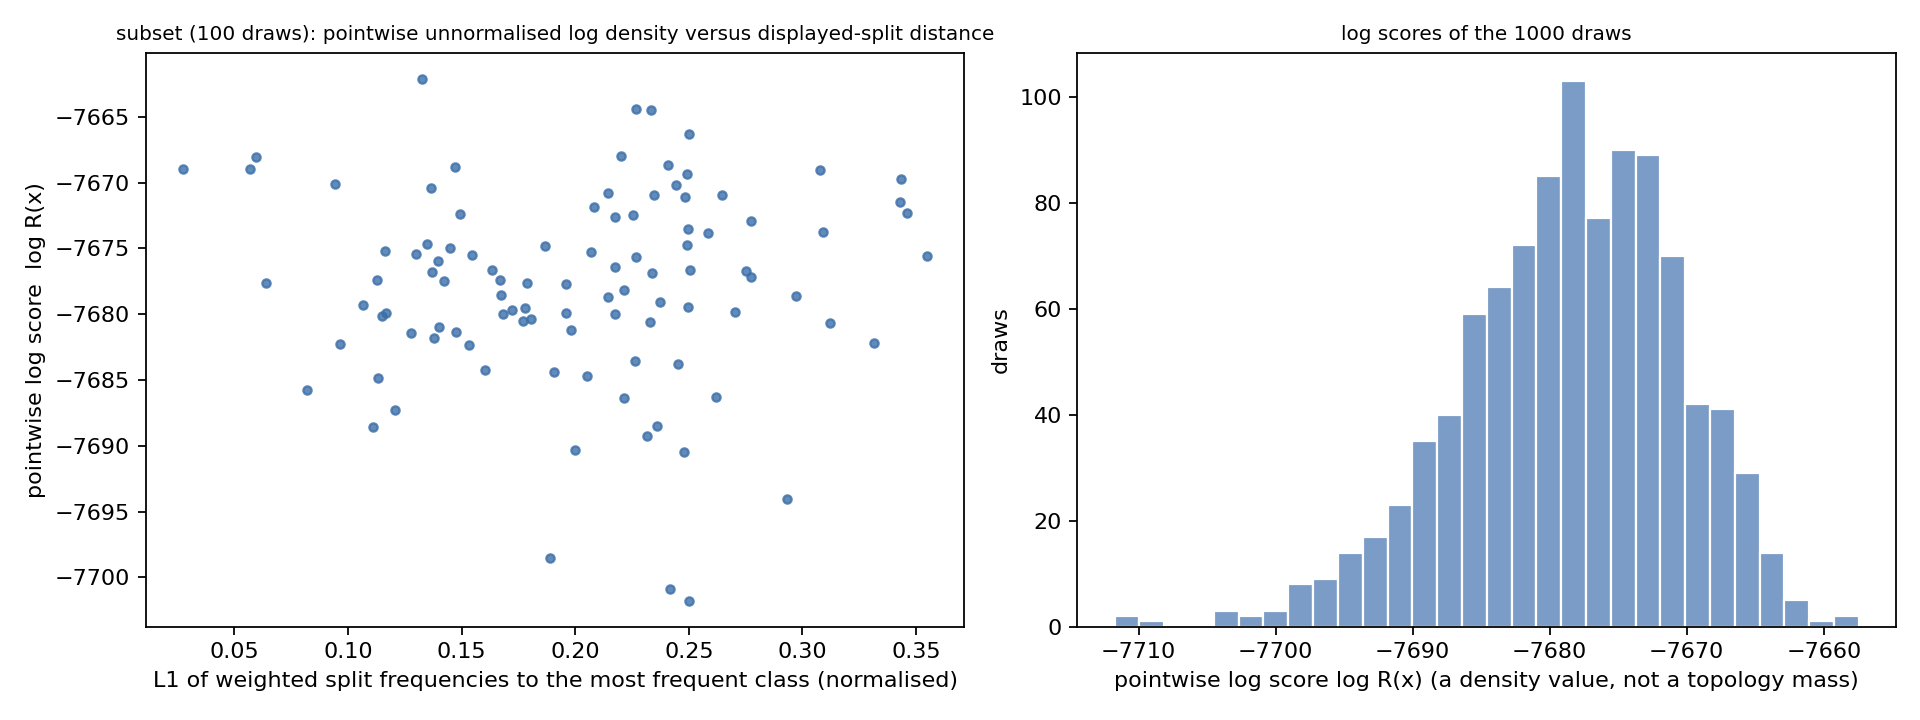 subset (100 draws): pointwise unnormalised log density versus displayed-split distance
pointwise log score log R(x)
−7665
−7670
−7675
−7680
−7685
−7690
−7695
−7700
0.05 0.10 0.15 0.20 0.25 0.30 0.35
L1 of weighted split frequencies to the most frequent class (normalised)
log scores of the 1000 draws
draws
100
80
60
40
20
0
−7710 −7700 −7690 −7680 −7670 −7660
pointwise log score log R(x) (a density value, not a topology mass)